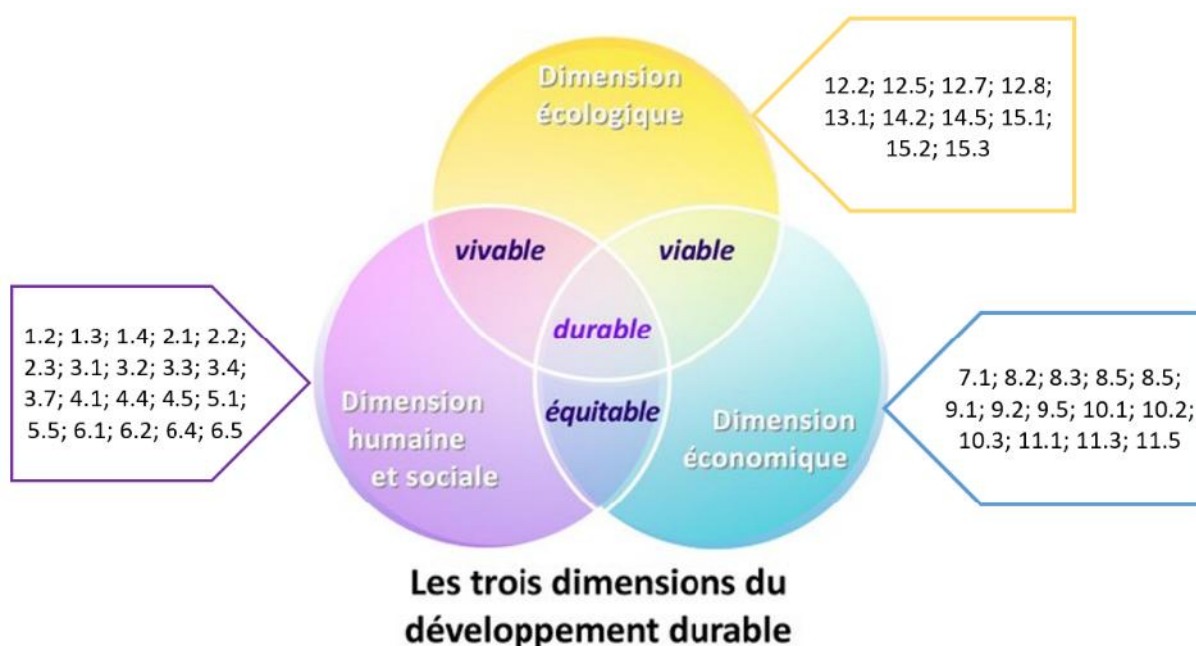 Dimension
écologique
12.2; 12.5; 12.7; 12.8;
13.1; 14.2; 14.5; 15.1;
15.2; 15.3
vivable
viable
durable
équitable
1.2; 1.3; 1.4; 2.1; 2.2;
2.3; 3.1; 3.2; 3.3; 3.4;
3.7; 4.1; 4.4; 4.5; 5.1;
5.5; 6.1; 6.2; 6.4; 6.5
Dimension
humaine
et sociale
Dimension
économique
7.1; 8.2; 8.3; 8.5; 8.5;
9.1; 9.2; 9.5; 10.1; 10.2;
10.3; 11.1; 11.3; 11.5
Les trois dimensions du
développement durable